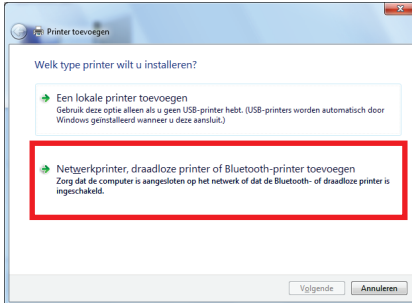 Printer toevoegen
Welk type printer wilt u installeren?
Een lokale printer toevoegen
Gebruik deze optie alleen als u geen USB-printer hebt. (USB-printers worden automatisch door
Windows geïnstalleerd wanneer u deze aansluit.)
Netwerkprinter, draadloze printer of Bluetooth-printer toevoegen
Zorg dat de computer is aangesloten op het netwerk of dat de Bluetooth- of draadloze printer is
ingeschakeld.
Volgende
Annuleren